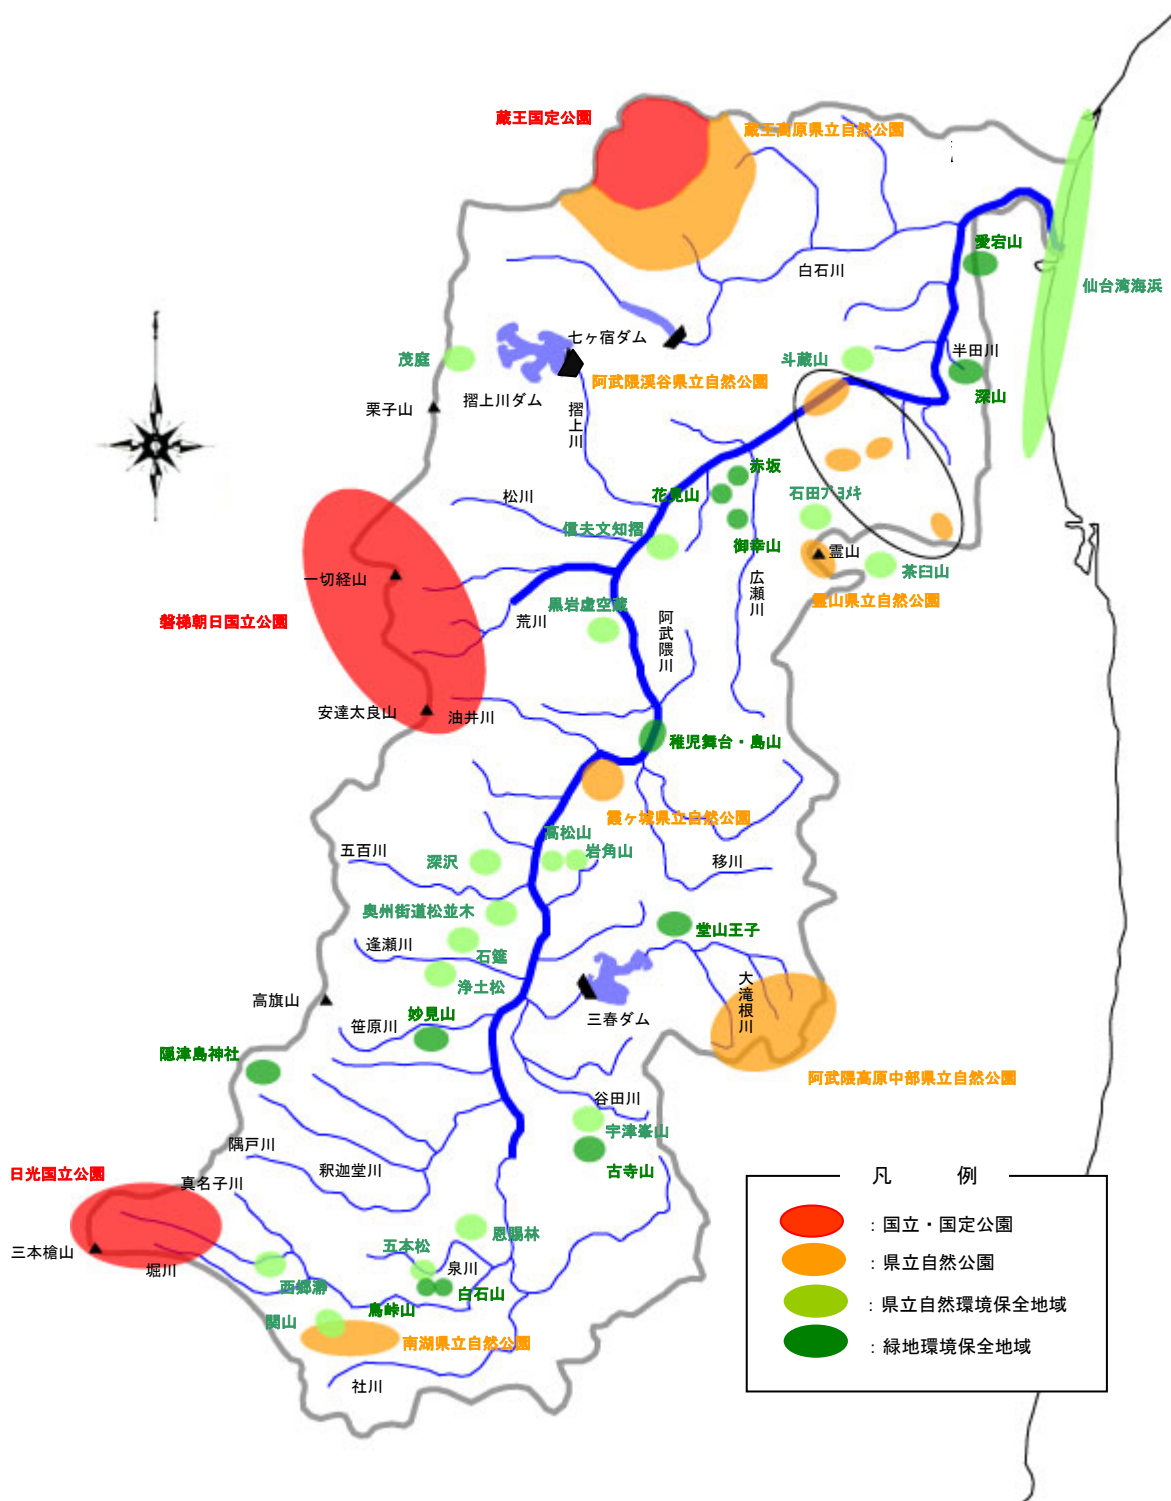 蔵王国定公園
蔵王高原県立自然公園
愛宕山
白石川
仙台湾海浜
七ヶ宿ダム
半田川
茂庭
斗蔵山
阿武隈渓谷県立自然公園
深山
摺上川ダム
栗子山
摺上川
赤坂
花見山
石田プヨメキ
松川
信夫文知摺
御幸山
霊山
茶臼山
一切経山
広瀬川
霊山県立自然公園
黒岩虚空蔵
磐梯朝日国立公園
荒川
阿武隈川
安達太良山
油井川
稚児舞台・島山
霞ヶ城県立自然公園
高松山
五百川
深沢
岩角山
移川
奥州街道松並木
堂山王子
逢瀬川
石筵
浄土松
大滝根川
高旗山
妙見山
笹原川
三春ダム
隠津島神社
阿武隈高原中部県立自然公園
谷田川
宇津峯山
隈戸川
釈迦堂川
古寺山
日光国立公園
真名子川
恩賜林
三本槍山
堀川
五本松
泉川
西郷瀞
白石山
鳥峠山
関山
南湖県立自然公園
社川
凡 例
：国立・国定公園
：県立自然公園
：県立自然環境保全地域
：緑地環境保全地域